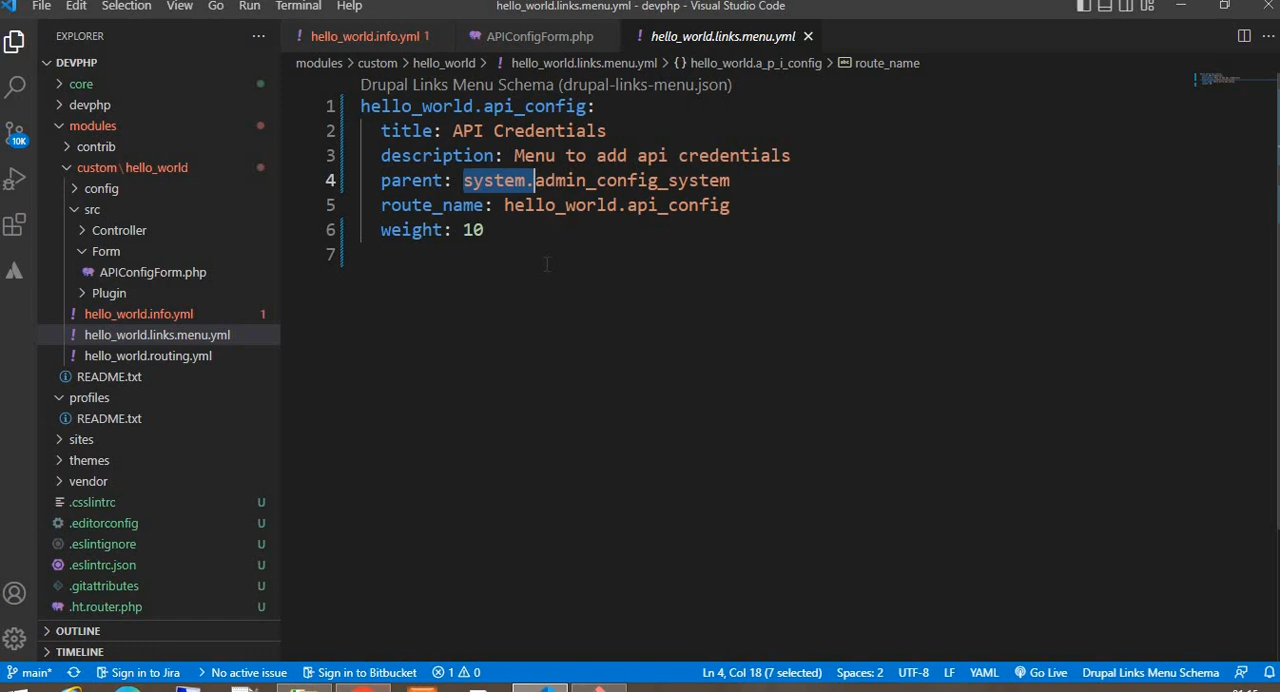 File Edit Selection View Go Run Terminal Help hello_world.links.menu.yml - devphp - Visual Studio Code
EXPLORER
hello_world.info.yml 1 APIConfigForm.php hello_world.links.menu.yml
DEVPHP
modules > custom > hello_world > hello_world.links.menu.yml > {} hello_world.a_p_i_config > abc route_name
core
devphp
modules
contrib
custom \ hello_world
config
src
Controller
Form
APIConfigForm.php
Plugin
hello_world.info.yml 1
hello_world.links.menu.yml
hello_world.routing.yml
README.txt
profiles
README.txt
sites
themes
vendor
.csslintrc U
.editorconfig U
.eslintignore U
.eslintrc.json U
.gitattributes U
.ht.router.php U
OUTLINE
TIMELINE
10K
Drupal Links Menu Schema (drupal-links-menu.json)
1 hello_world.api_config:
2 title: API Credentials
3 description: Menu to add api credentials
4 parent: system.admin_config_system
5 route_name: hello_world.api_config
6 weight: 10
7
main* Sign in to Jira No active issue Sign in to Bitbucket 1 0 Ln 4, Col 18 (7 selected) Spaces: 2 UTF-8 LF YAML Go Live Drupal Links Menu Schema